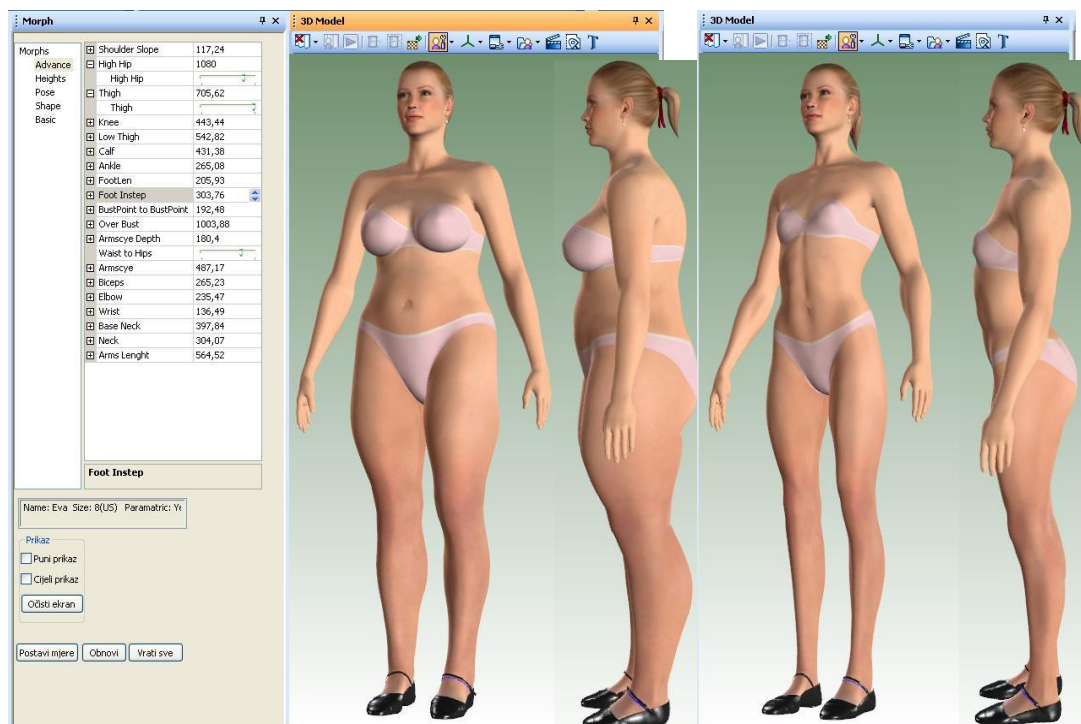 Morph
Morphs
Advance
Heights
Pose
Shape
Basic
Shoulder Slope 117,24
High Hip 1080
High Hip
Thigh 705,62
Thigh
Knee 443,44
Low Thigh 542,82
Calf 431,38
Ankle 265,08
FootLen 205,93
Foot Instep 303,76
BustPoint to BustPoint 192,48
Over Bust 1003,88
Armscye Depth 180,4
Waist to Hips
Armscye 487,17
Biceps 265,23
Elbow 235,47
Wrist 136,49
Base Neck 397,84
Neck 304,07
Arms Lenght 564,52
Foot Instep
Name: Eva Size: 8(US) Paramatric: Ye
Prikaz
Puni prikaz
Cijeli prikaz
Očisti ekran
Postavi mjere Obnovi Vrati sve
3D Model
3D Model